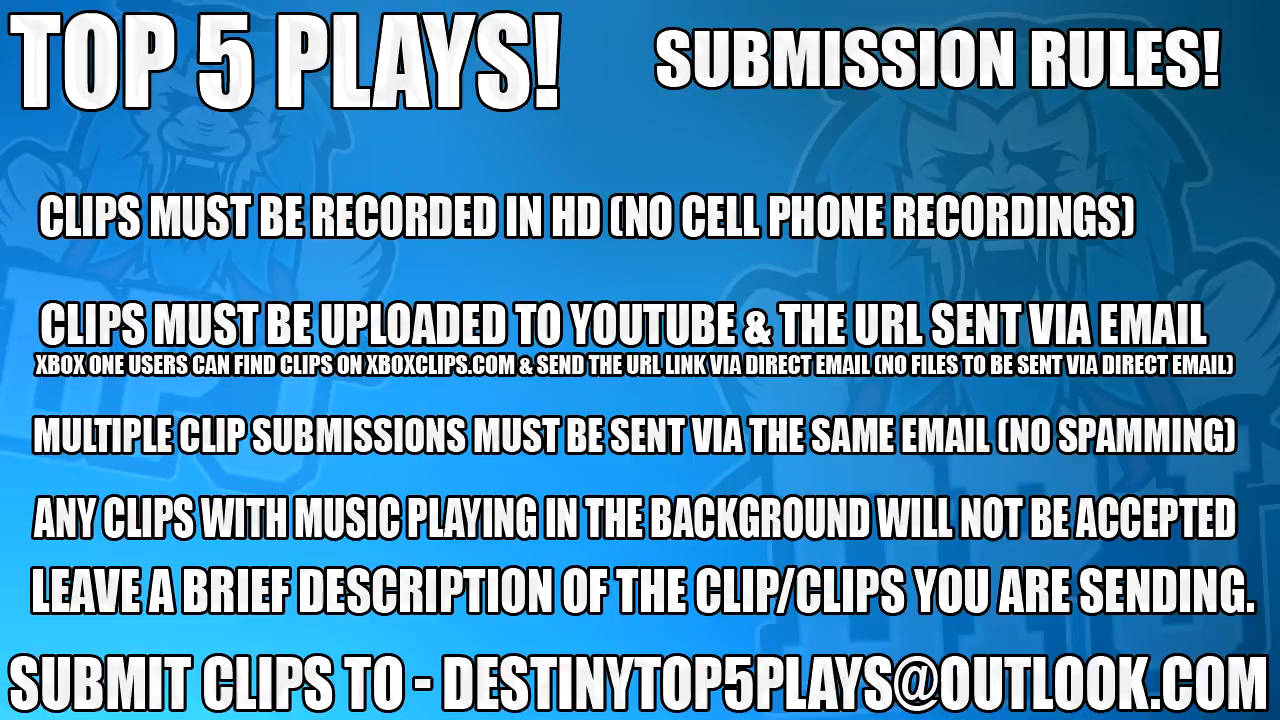 TOP 5 PLAYS!
SUBMISSION RULES!
CLIPS MUST BE RECORDED IN HD (NO CELL PHONE RECORDINGS)
CLIPS MUST BE UPLOADED TO YOUTUBE & THE URL SENT VIA EMAIL
XBOX ONE USERS CAN FIND CLIPS ON XBOXCLIPS.COM & SEND THE URL LINK VIA DIRECT EMAIL (NO FILES TO BE SENT VIA DIRECT EMAIL)
MULTIPLE CLIP SUBMISSIONS MUST BE SENT VIA THE SAME EMAIL (NO SPAMMING)
ANY CLIPS WITH MUSIC PLAYING IN THE BACKGROUND WILL NOT BE ACCEPTED
LEAVE A BRIEF DESCRIPTION OF THE CLIP/CLIPS YOU ARE SENDING.
SUBMIT CLIPS TO - DESTINYTOP5PLAYS@OUTLOOK.COM